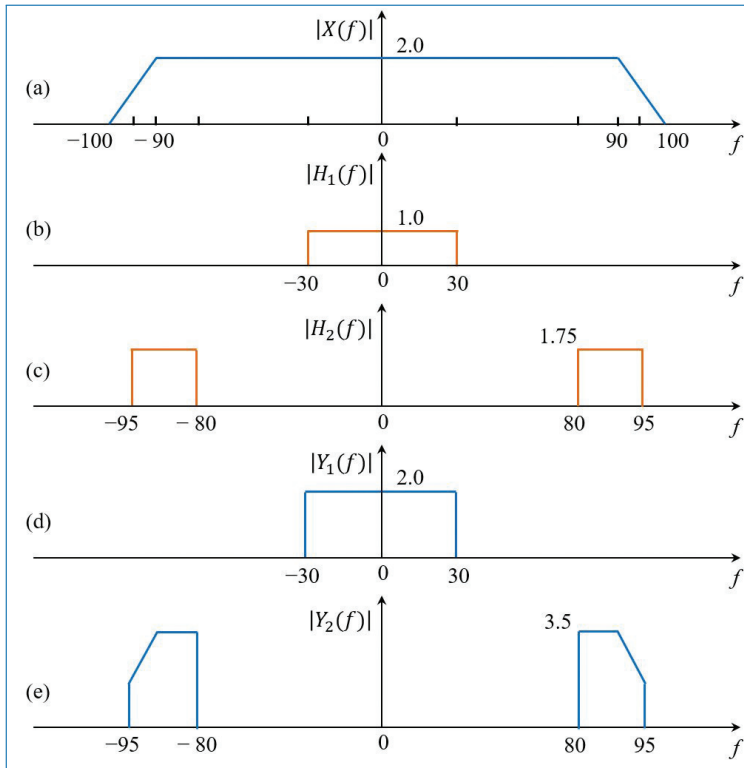 |X(f)|
2.0
(a)
−100
− 90
0
90
100
f
|H₁(f)|
1.0
(b)
−30
0
30
f
|H₂(f)|
1.75
(c)
−95
− 80
0
80
95
f
|Y₁(f)|
2.0
(d)
−30
0
30
f
|Y₂(f)|
3.5
(e)
−95
− 80
0
80
95
f